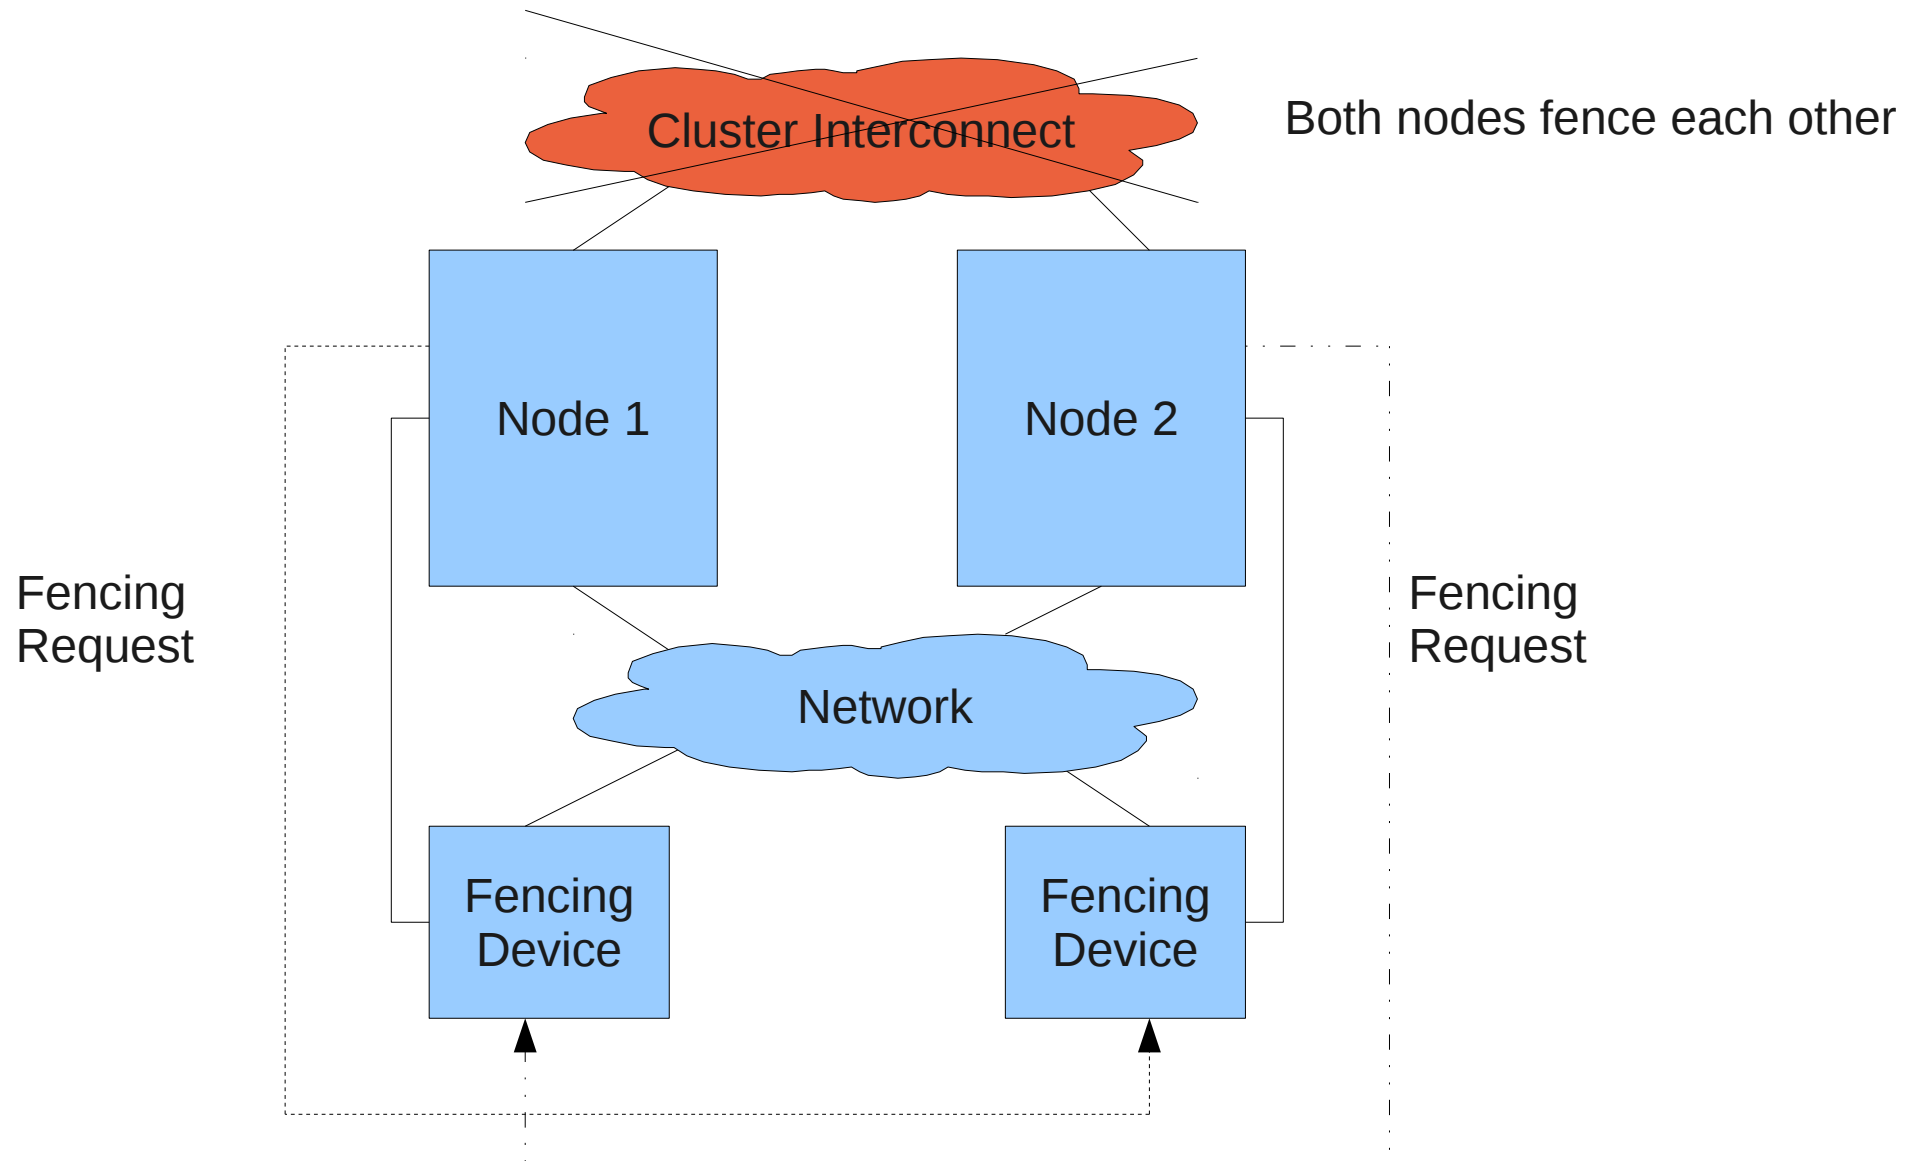 Cluster Interconnect
Both nodes fence each other
Node 1
Node 2
Fencing
Request
Fencing
Request
Network
Fencing
Device
Fencing
Device